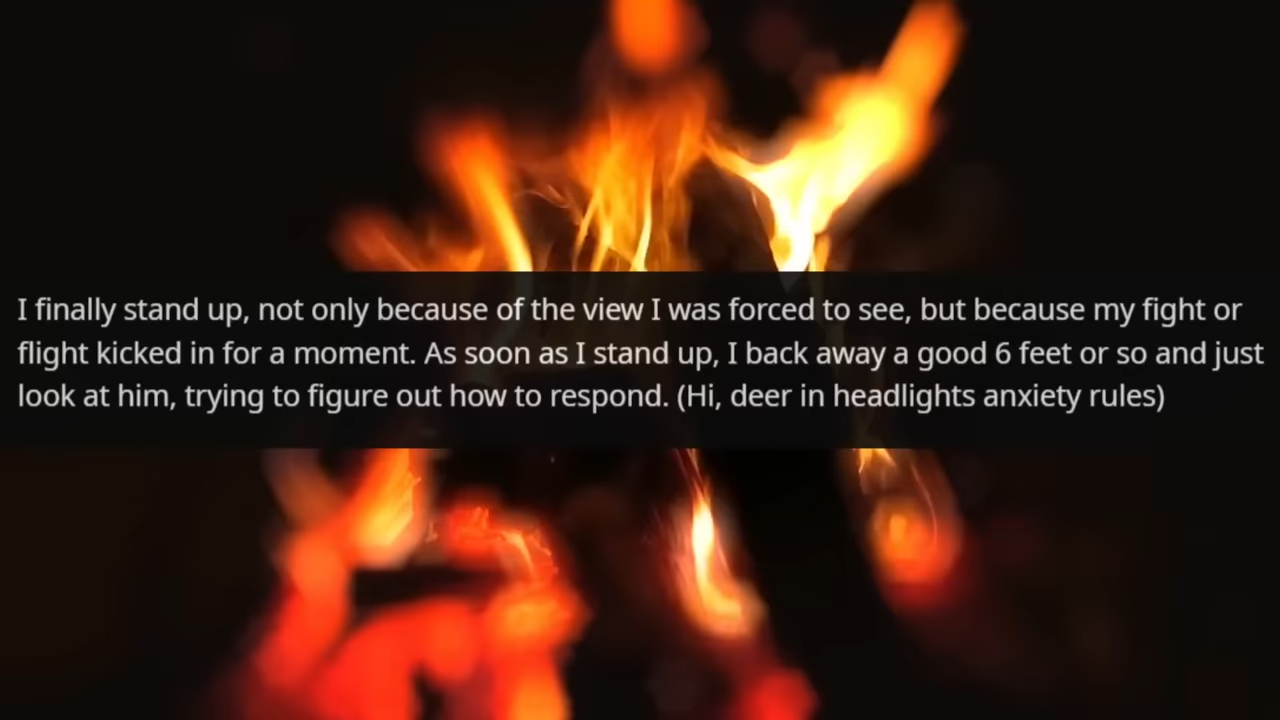 I finally stand up, not only because of the view I was forced to see, but because my fight or
flight kicked in for a moment. As soon as I stand up, I back away a good 6 feet or so and just
look at him, trying to figure out how to respond. (Hi, deer in headlights anxiety rules)